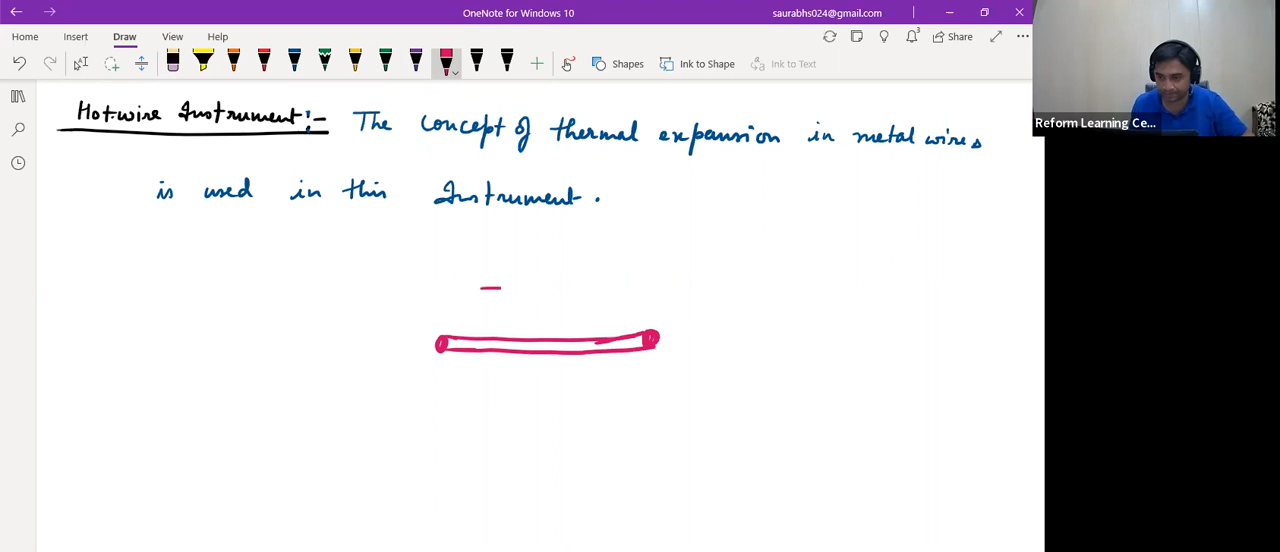 OneNote for Windows 10
saurabhs024@gmail.com
Home Insert Draw View Help
3 Share
Shapes Ink to Shape Ink to Text
Hotwire Instrument:- The concept of thermal expansion in metal wires
is used in this Instrument.
Reform Learning Ce...